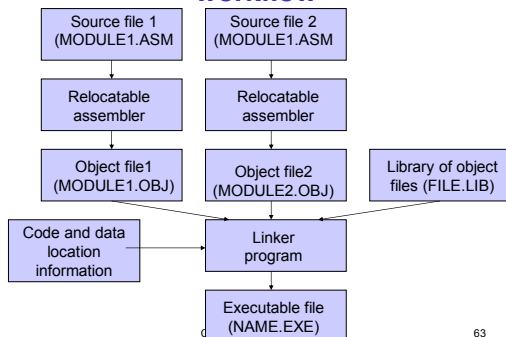 Source file 1
(MODULE1.ASM
Source file 2
(MODULE1.ASM
Relocatable
assembler
Relocatable
assembler
Object file1
(MODULE1.OBJ)
Object file2
(MODULE2.OBJ)
Library of object
files (FILE.LIB)
Code and data
location
information
Linker
program
Executable file
(NAME.EXE)
63